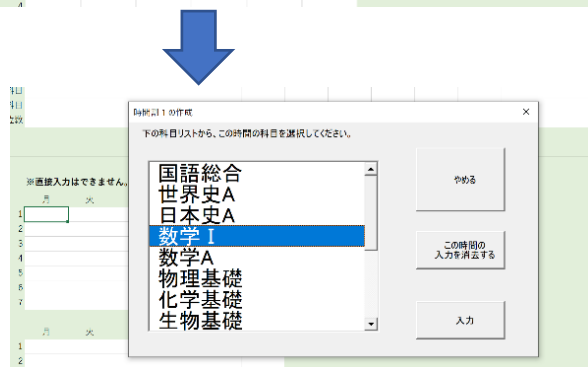 4
科目
時間割１の作成
×
下の科目リストから、この時間の科目を選択してください。
※直接入力はできません。
月 火
1
2
3
4
5
6
7
国語総合
世界史A
日本史A
数学Ⅰ
数学A
物理基礎
化学基礎
生物基礎
やめる
この時間の
入力を消去する
入力
月 火
1
2